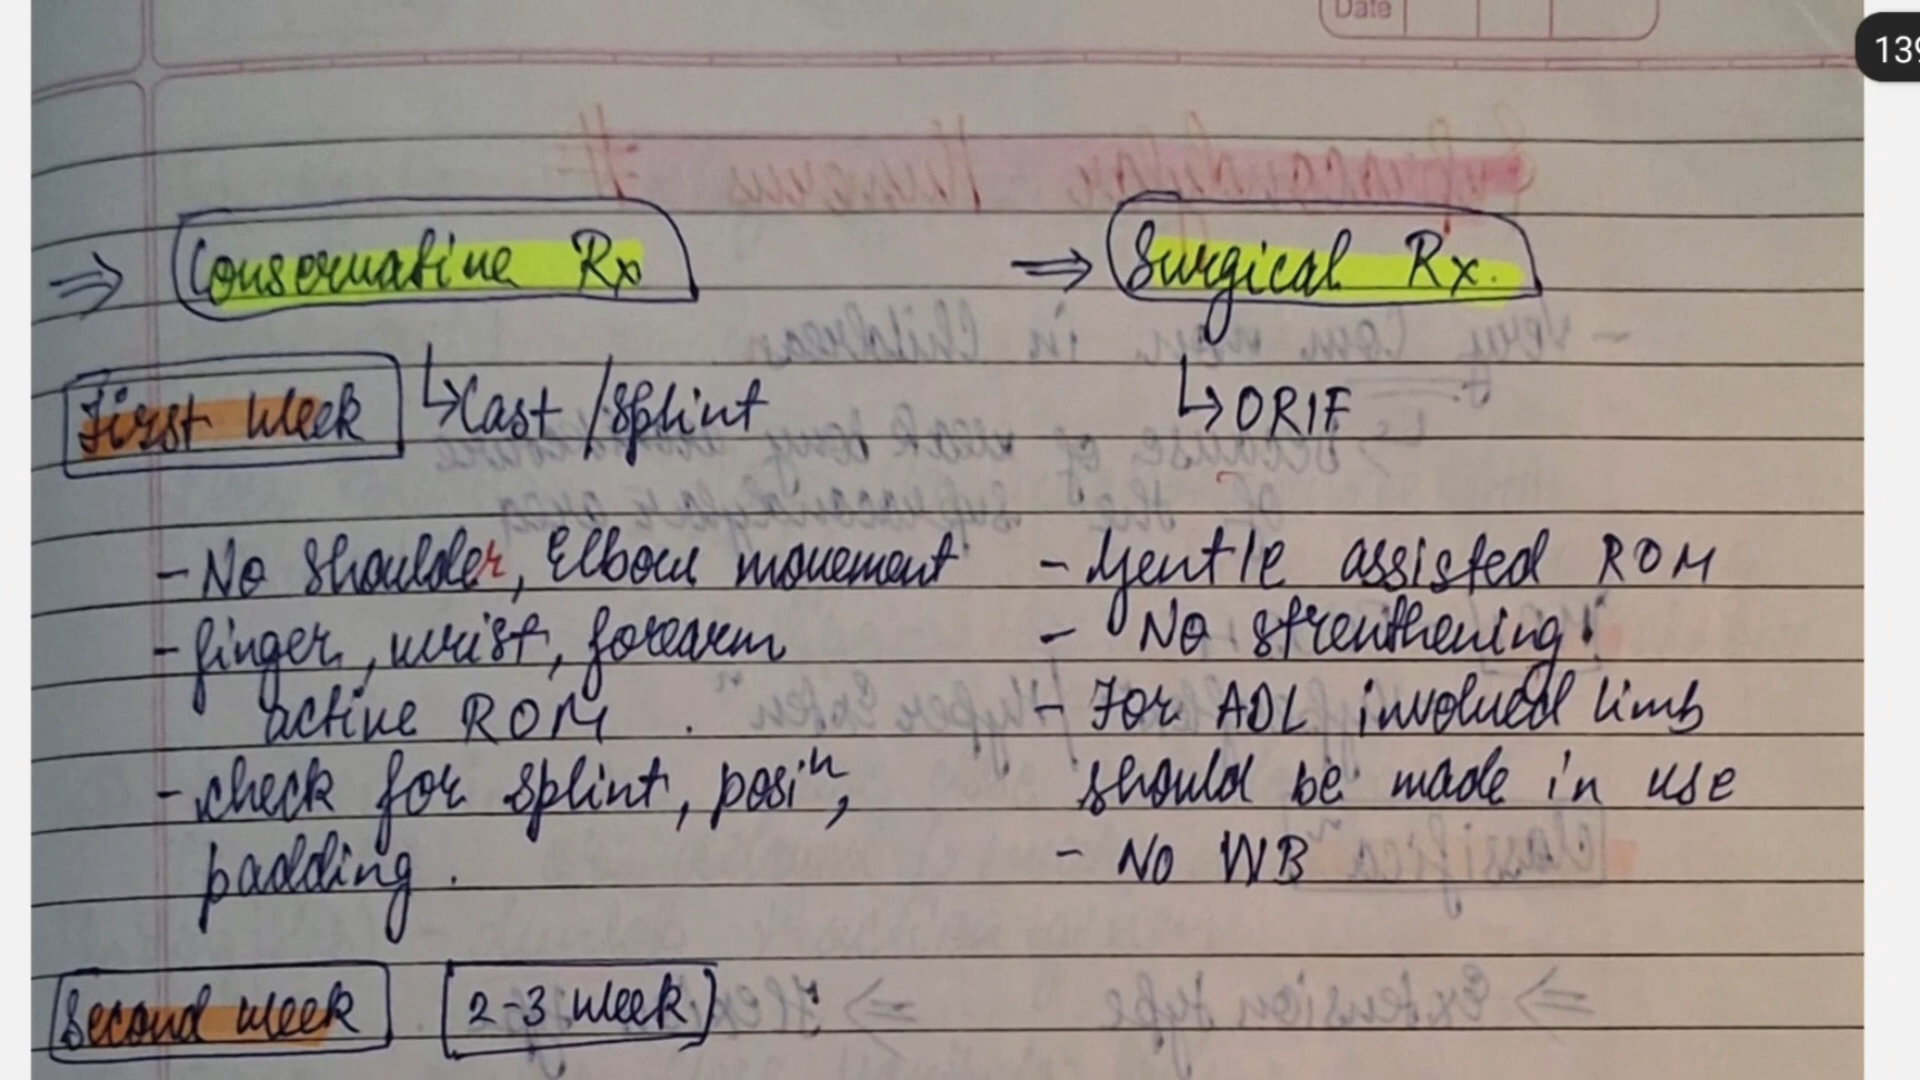 Date
139
⇒ Conservative Rx ⇒ Surgical Rx.
First week ↳ Cast / Splint ↳ ORIF
- No Shoulder, Elbow movement - Gentle assisted ROM
- finger, wrist, forearm - No strenthening
active ROM . - For ADL involved limb
- check for splint, posiⁿ, should be made in use
padding . - No WB
Second week [2-3 week]